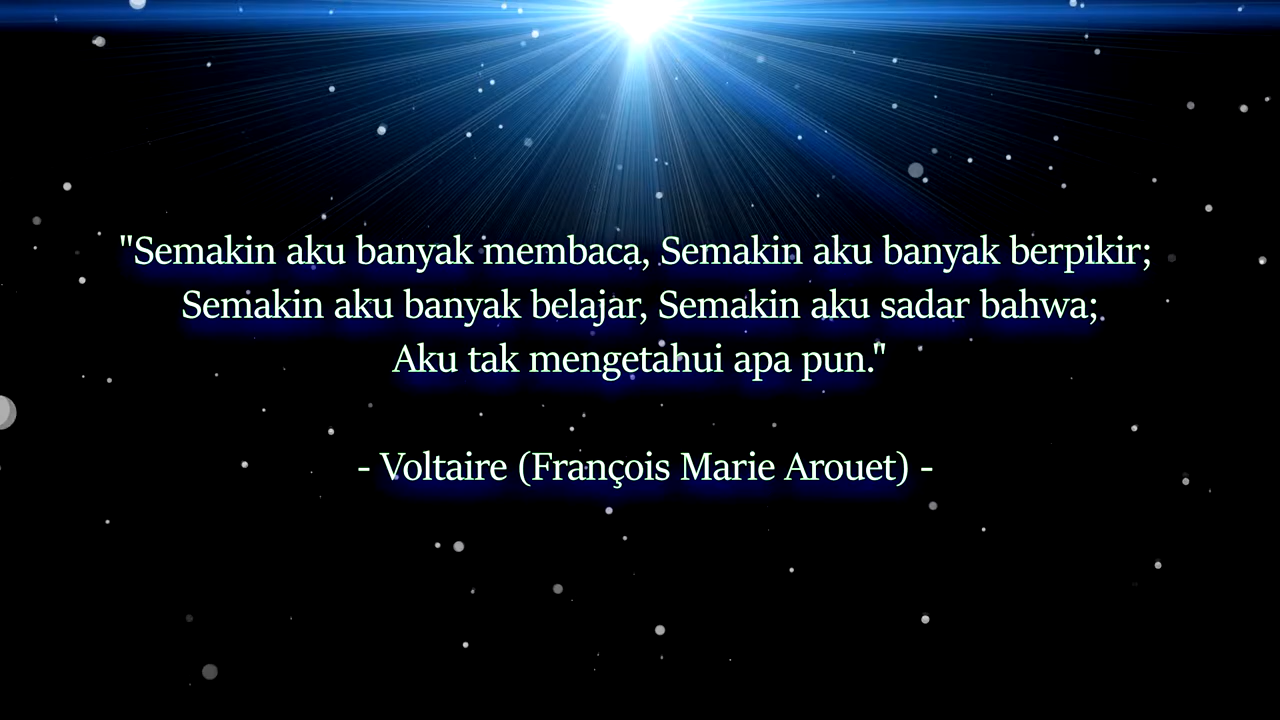 "Semakin aku banyak membaca, Semakin aku banyak berpikir;
Semakin aku banyak belajar, Semakin aku sadar bahwa;
Aku tak mengetahui apa pun."
- Voltaire (François Marie Arouet) -